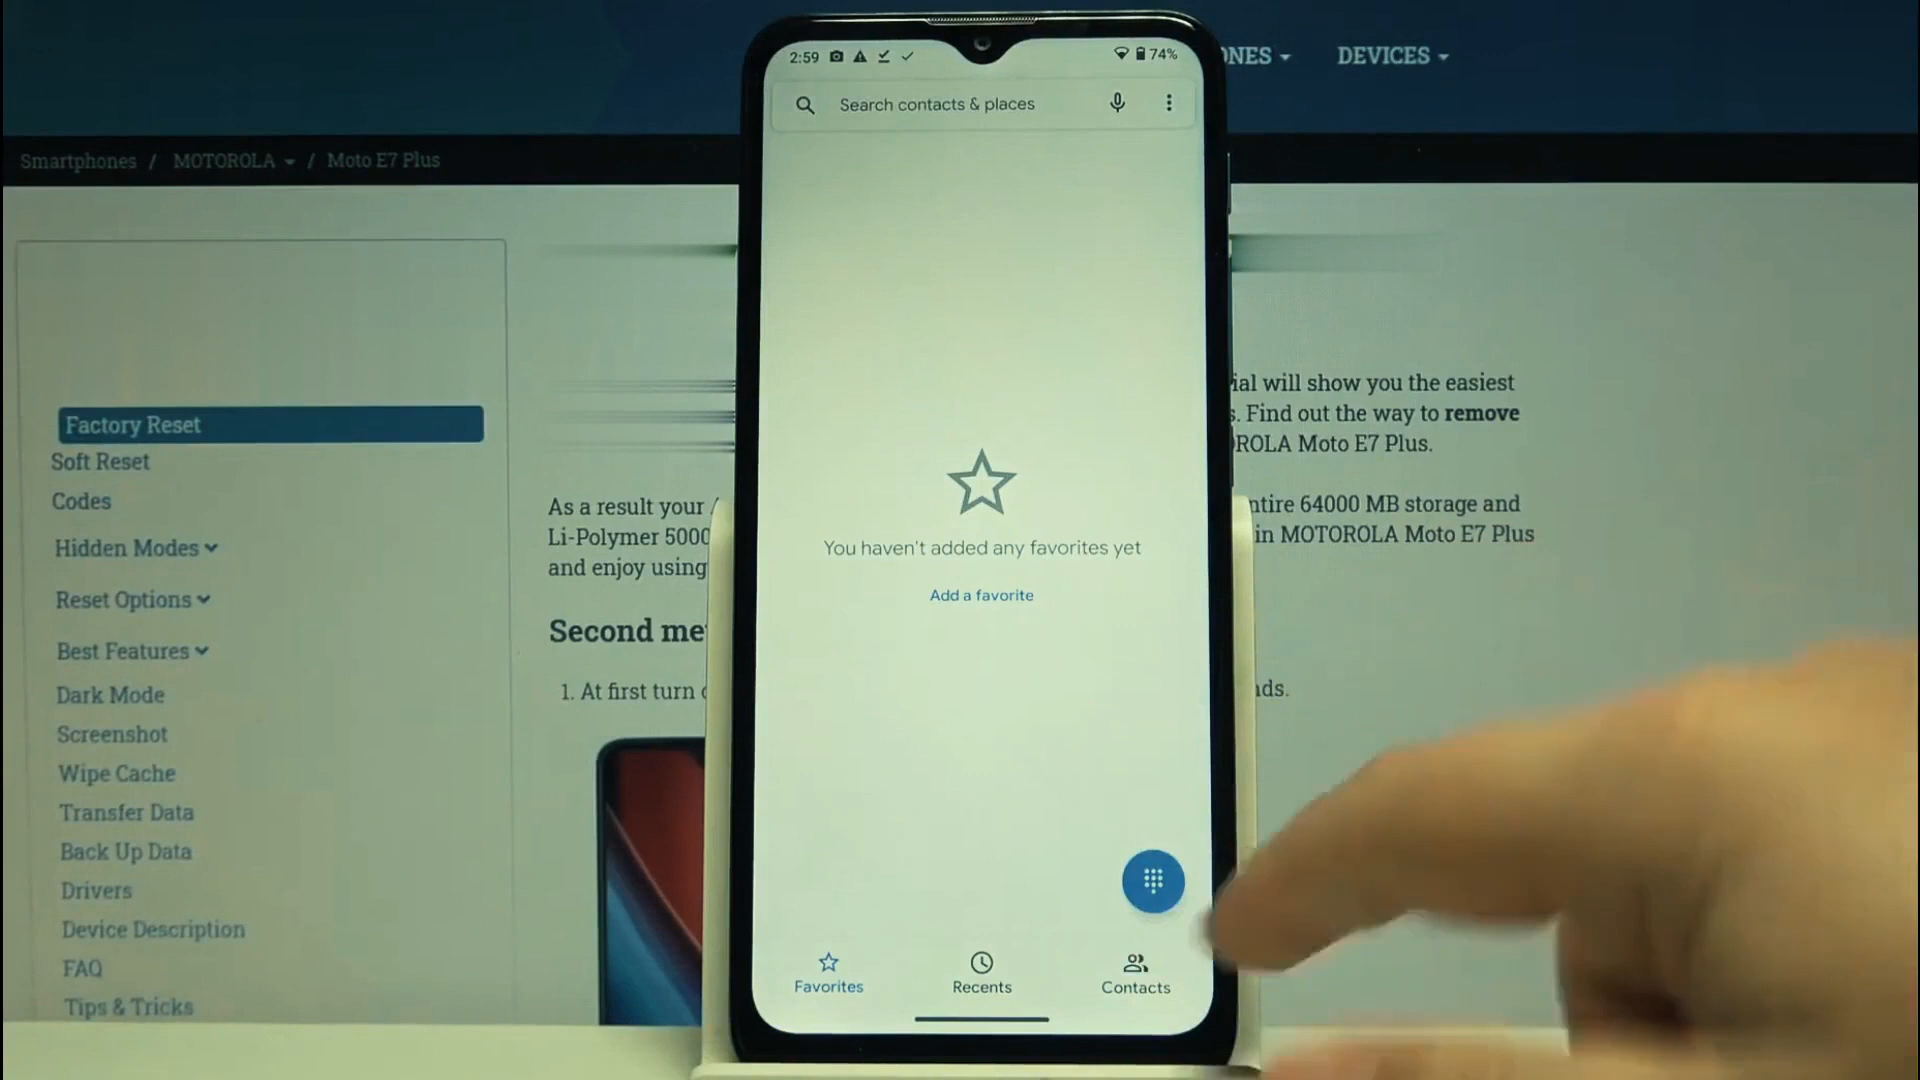 NES
DEVICES
Smartphones / MOTOROLA / Moto E7 Plus
Factory Reset
Soft Reset
Codes
Hidden Modes
Reset Options
Best Features
Dark Mode
Screenshot
Wipe Cache
Transfer Data
Back Up Data
Drivers
Device Description
FAQ
Tips & Tricks
ial will show you the easiest
s. Find out the way to remove
ROLA Moto E7 Plus.
As a result your
ntire 64000 MB storage and
Li-Polymer 5000
in MOTOROLA Moto E7 Plus
and enjoy using
Second me
1. At first turn
nds.
2:59
74%
Search contacts & places
You haven't added any favorites yet
Add a favorite
Favorites
Recents
Contacts